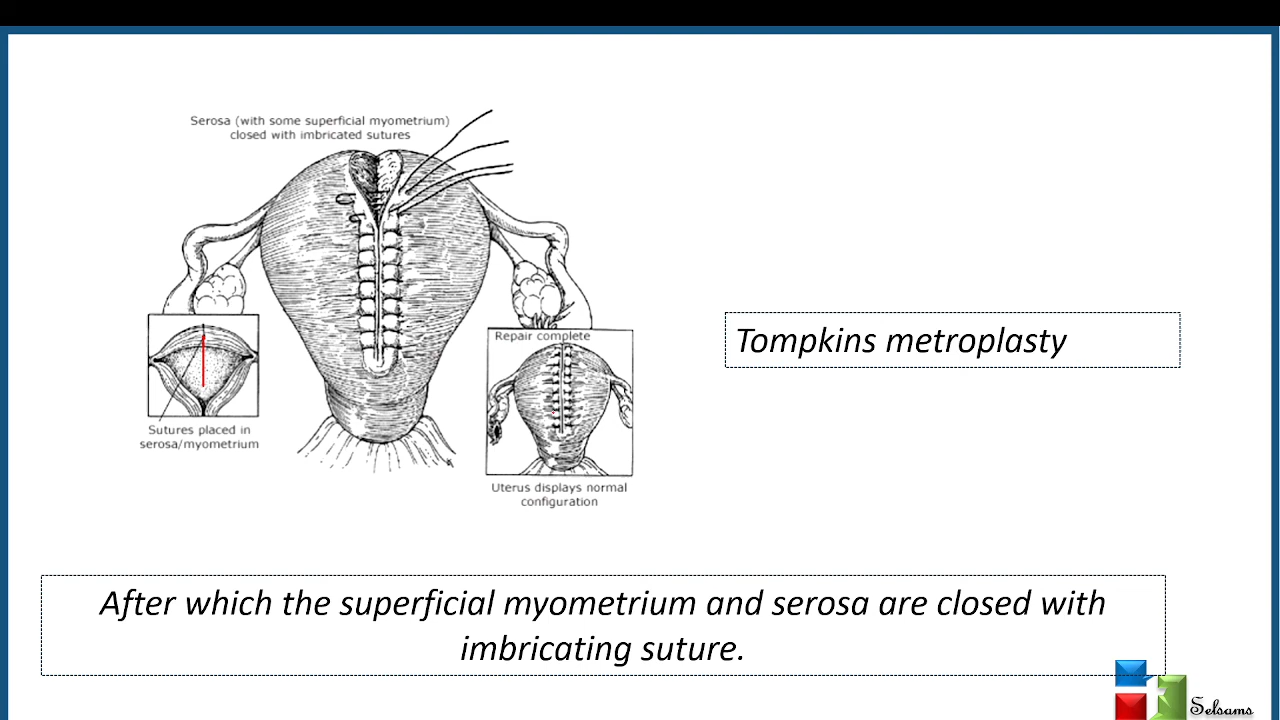 Serosa (with some superficial myometrium)
closed with imbricated sutures
Tompkins metroplasty
Repair complete
Sutures placed in
serosa/myometrium
Uterus displays normal
configuration
After which the superficial myometrium and serosa are closed with
imbricating suture.
Selsams